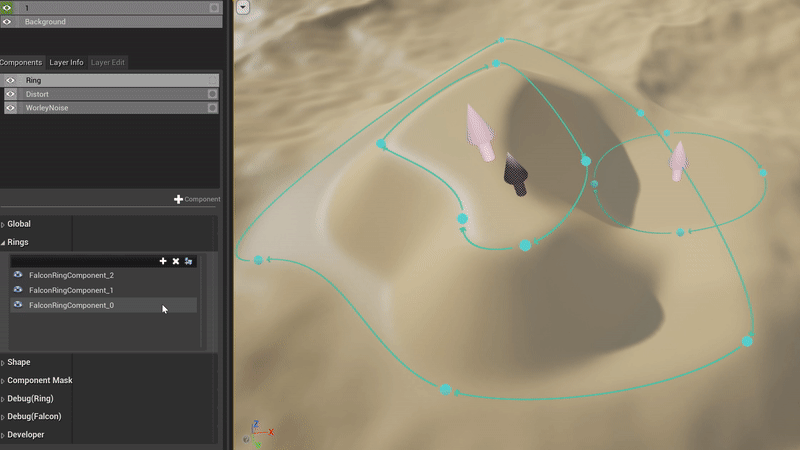 1
Background
Components Layer Info Layer Edit
Ring
Distort
WorleyNoise
Component
Global
Rings
FalconRingComponent_2
FalconRingComponent_1
FalconRingComponent_0
Shape
Component Mask
Debug(Ring)
Debug(Falcon)
Developer
Z
X
Y